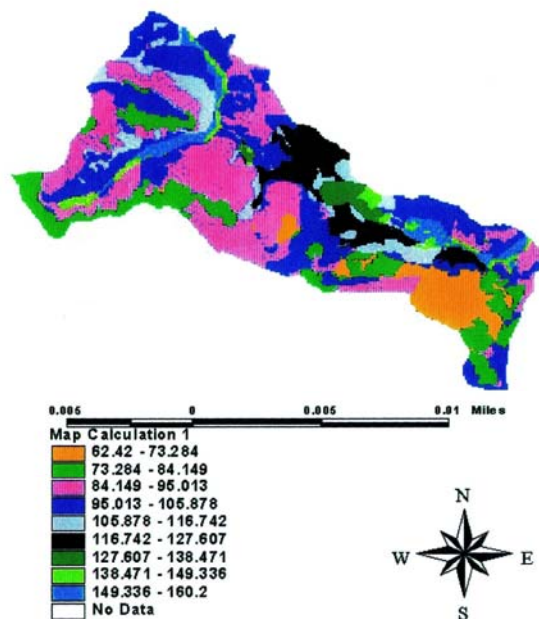 0.005 0 0.005 0.01 Miles
Map Calculation 1
62.42 - 73.284
73.284 - 84.149
84.149 - 95.013
95.013 - 105.878
105.878 - 116.742
116.742 - 127.607
127.607 - 138.471
138.471 - 149.336
149.336 - 160.2
No Data
N
W E
S